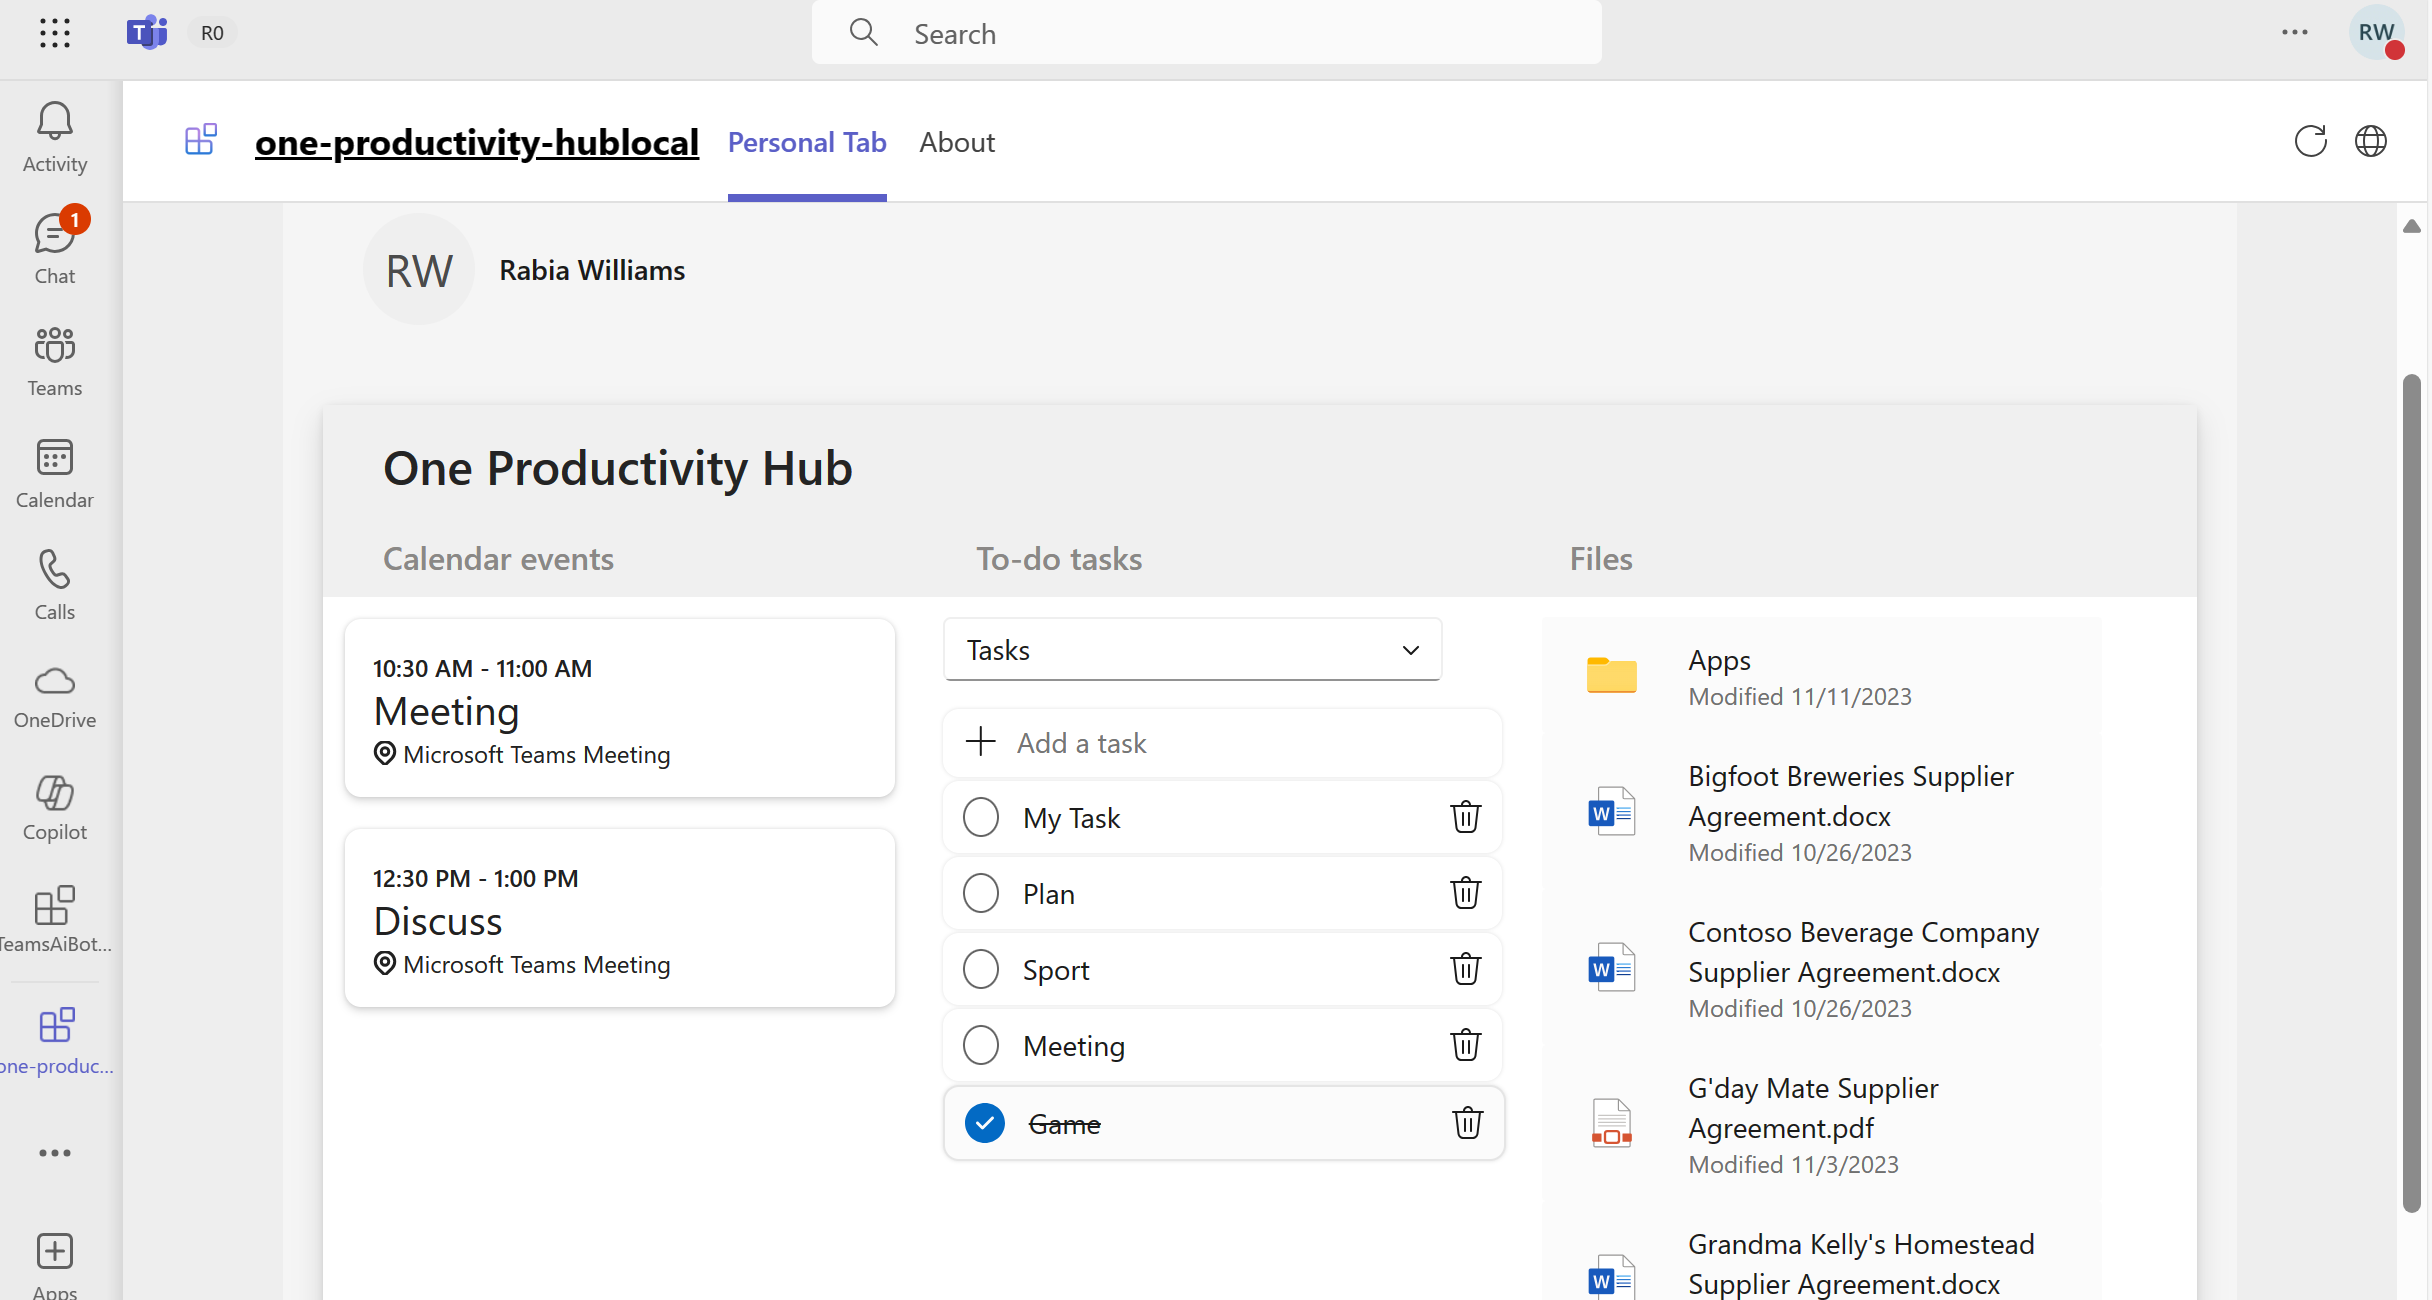 R0
Search
RW
Activity
1
Chat
Teams
Calendar
Calls
OneDrive
Copilot
TeamsAiBot...
one-produc...
Apps
one-productivity-hublocal
Personal Tab
About
RW
Rabia Williams
One Productivity Hub
Calendar events
10:30 AM - 11:00 AM
Meeting
Microsoft Teams Meeting
12:30 PM - 1:00 PM
Discuss
Microsoft Teams Meeting
To-do tasks
Tasks
Add a task
My Task
Plan
Sport
Meeting
Game
Files
Apps
Modified 11/11/2023
Bigfoot Breweries Supplier
Agreement.docx
Modified 10/26/2023
Contoso Beverage Company
Supplier Agreement.docx
Modified 10/26/2023
G'day Mate Supplier
Agreement.pdf
Modified 11/3/2023
Grandma Kelly's Homestead
Supplier Agreement.docx